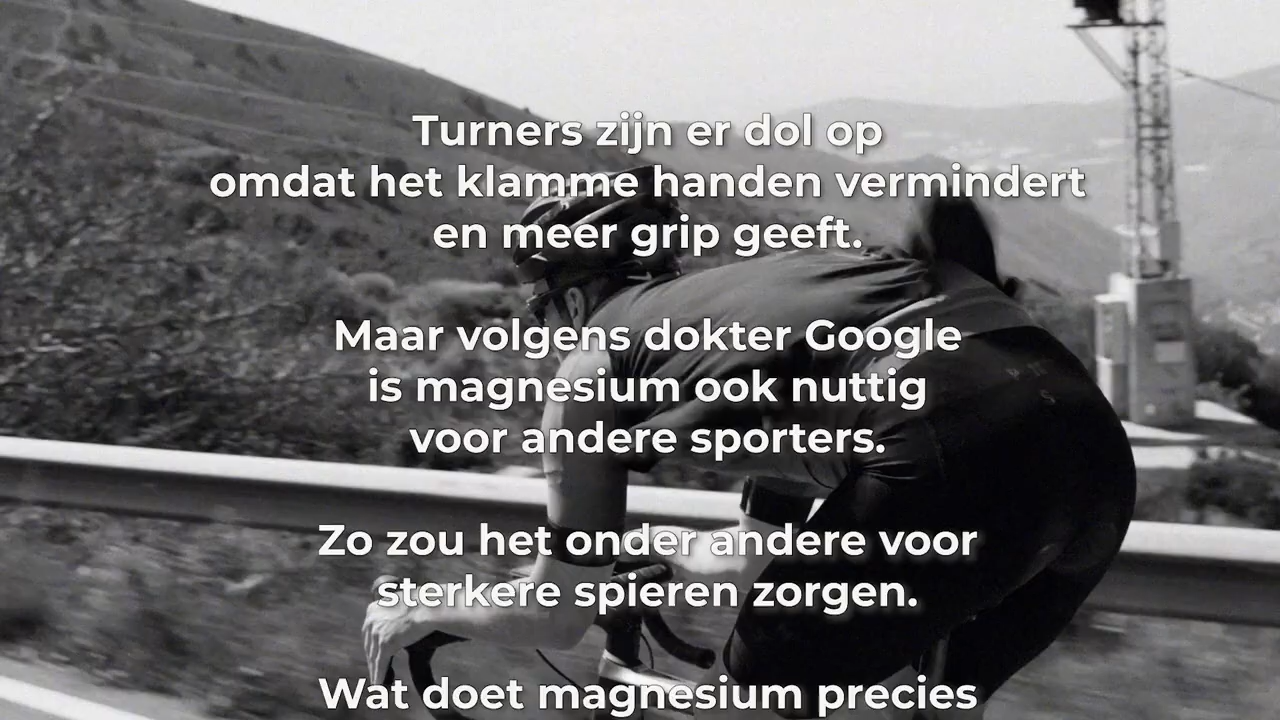 Turners zijn er dol op
omdat het klamme handen vermindert
en meer grip geeft.
Maar volgens dokter Google
is magnesium ook nuttig
voor andere sporters.
Zo zou het onder andere voor
sterkere spieren zorgen.
Wat doet magnesium precies